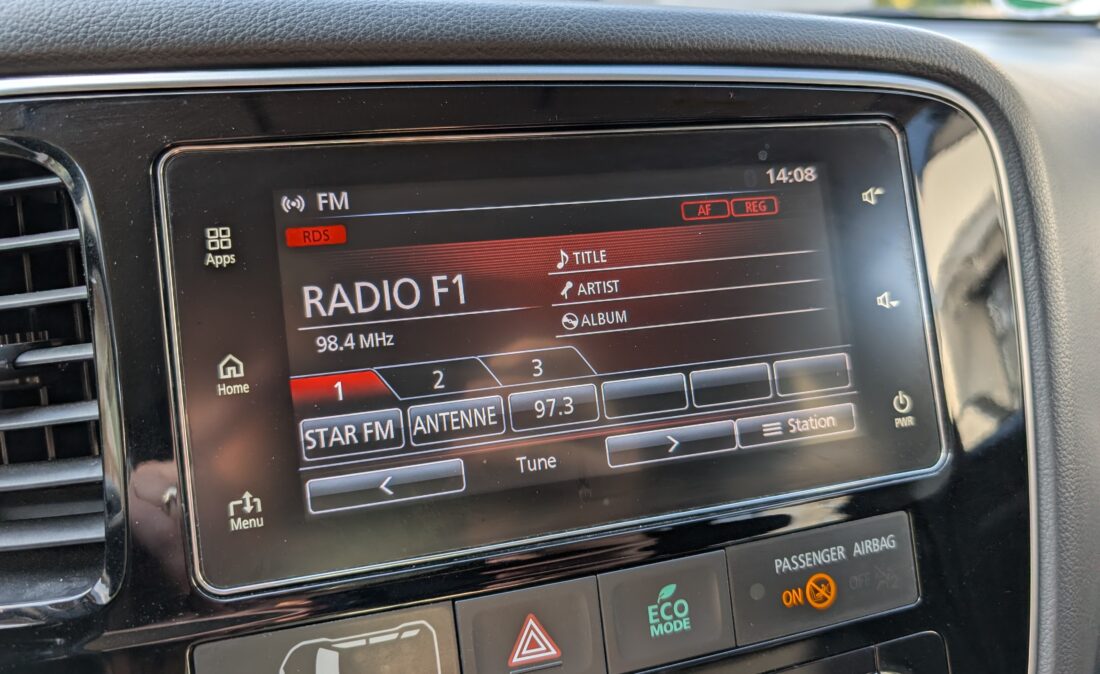 FM
14:08
RDS
AF REG
Apps
RADIO F1
98.4 MHz
TITLE
ARTIST
ALBUM
Home
1 2 3
STAR FM ANTENNE 97.3
< Tune > Station
PWR
Menu
PASSENGER AIRBAG
ON OFF
ECO
MODE